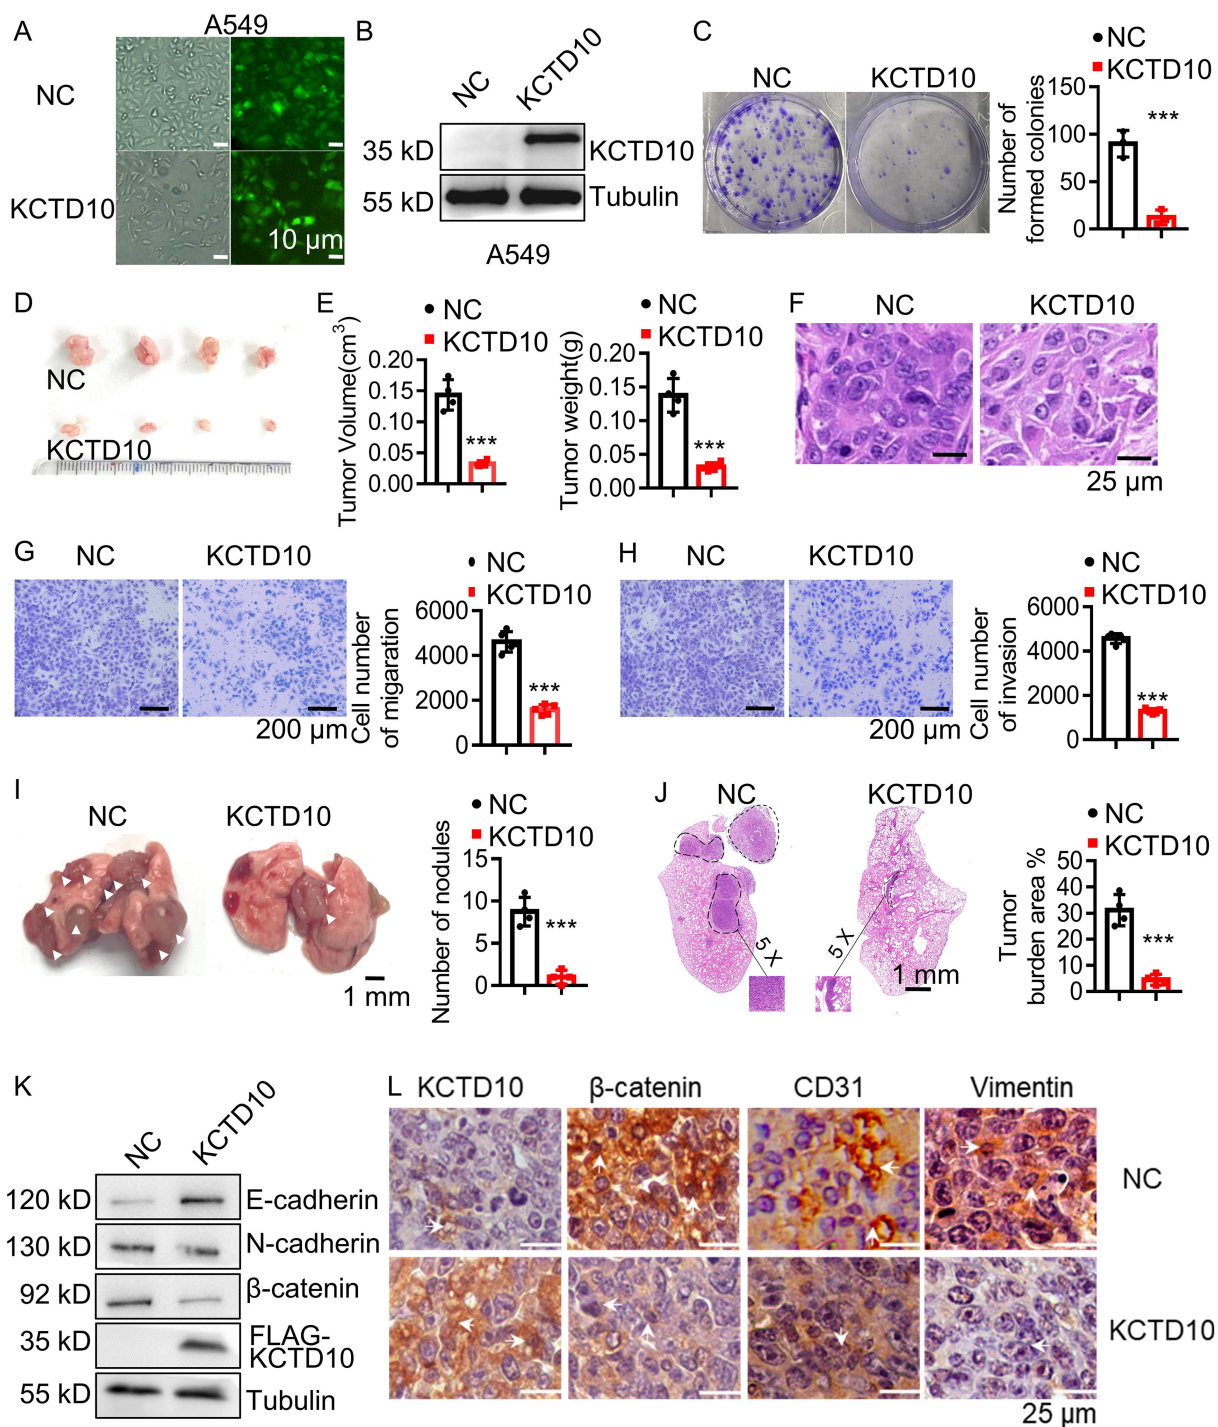 A
A549
NC
KCTD10
10 µm
B
NC
KCTD10
35 kD
KCTD10
55 kD
Tubulin
A549
C
NC
KCTD10
NC
KCTD10
Number of
formed colonies
150
100
50
0
***
D
NC
KCTD10
E
NC
KCTD10
Tumor Volume(cm³)
0.20
0.15
0.10
0.05
0.00
***
NC
KCTD10
Tumor weight(g)
0.20
0.15
0.10
0.05
0.00
***
F
NC
KCTD10
25 µm
G
NC
KCTD10
200 µm
NC
KCTD10
Cell number
of migaration
6000
4000
2000
0
***
H
NC
KCTD10
200 µm
NC
KCTD10
Cell number
of invasion
6000
4000
2000
0
***
I
NC
KCTD10
1 mm
NC
KCTD10
Number of nodules
15
10
5
0
***
J
NC
KCTD10
5 X
5 X
1 mm
NC
KCTD10
Tumor
burden area %
50
40
30
20
10
0
***
K
NC
KCTD10
120 kD
E-cadherin
130 kD
N-cadherin
92 kD
β-catenin
35 kD
FLAG-
KCTD10
55 kD
Tubulin
L
KCTD10
β-catenin
CD31
Vimentin
NC
KCTD10
25 µm